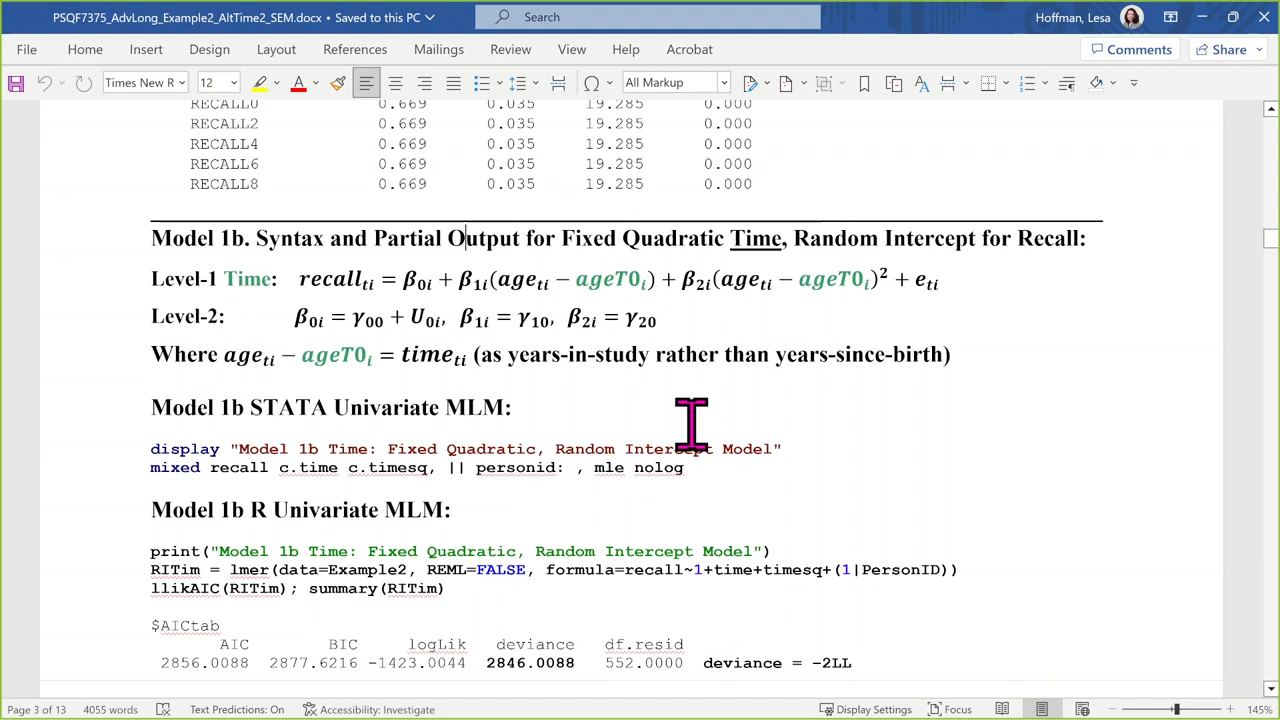 PSQF7375_AdvLong_Example2_AltTime2_SEM.docx • Saved to this PC
Search
Hoffman, Lesa
File Home Insert Design Layout References Mailings Review View Help Acrobat Comments Share
Times New R 12 All Markup
RECALL0 0.669 0.035 19.285 0.000
RECALL2 0.669 0.035 19.285 0.000
RECALL4 0.669 0.035 19.285 0.000
RECALL6 0.669 0.035 19.285 0.000
RECALL8 0.669 0.035 19.285 0.000
Model 1b. Syntax and Partial Output for Fixed Quadratic Time, Random Intercept for Recall:
Level-1 Time: recall_ti = β_0i + β_1i(age_ti − ageT0_i) + β_2i(age_ti − ageT0_i)² + e_ti
Level-2: β_0i = γ_00 + U_0i, β_1i = γ_10, β_2i = γ_20
Where age_ti − ageT0_i = time_ti (as years-in-study rather than years-since-birth)
Model 1b STATA Univariate MLM:
display "Model 1b Time: Fixed Quadratic, Random Intercept Model"
mixed recall c.time c.timesq, || personid: , mle nolog
Model 1b R Univariate MLM:
print("Model 1b Time: Fixed Quadratic, Random Intercept Model")
RITim = lmer(data=Example2, REML=FALSE, formula=recall~1+time+timesq+(1|PersonID))
llikAIC(RITim); summary(RITim)
$AICtab
AIC BIC logLik deviance df.resid
2856.0088 2877.6216 -1423.0044 2846.0088 552.0000 deviance = -2LL
Page 3 of 13 4055 words Text Predictions: On Accessibility: Investigate Display Settings Focus 145%